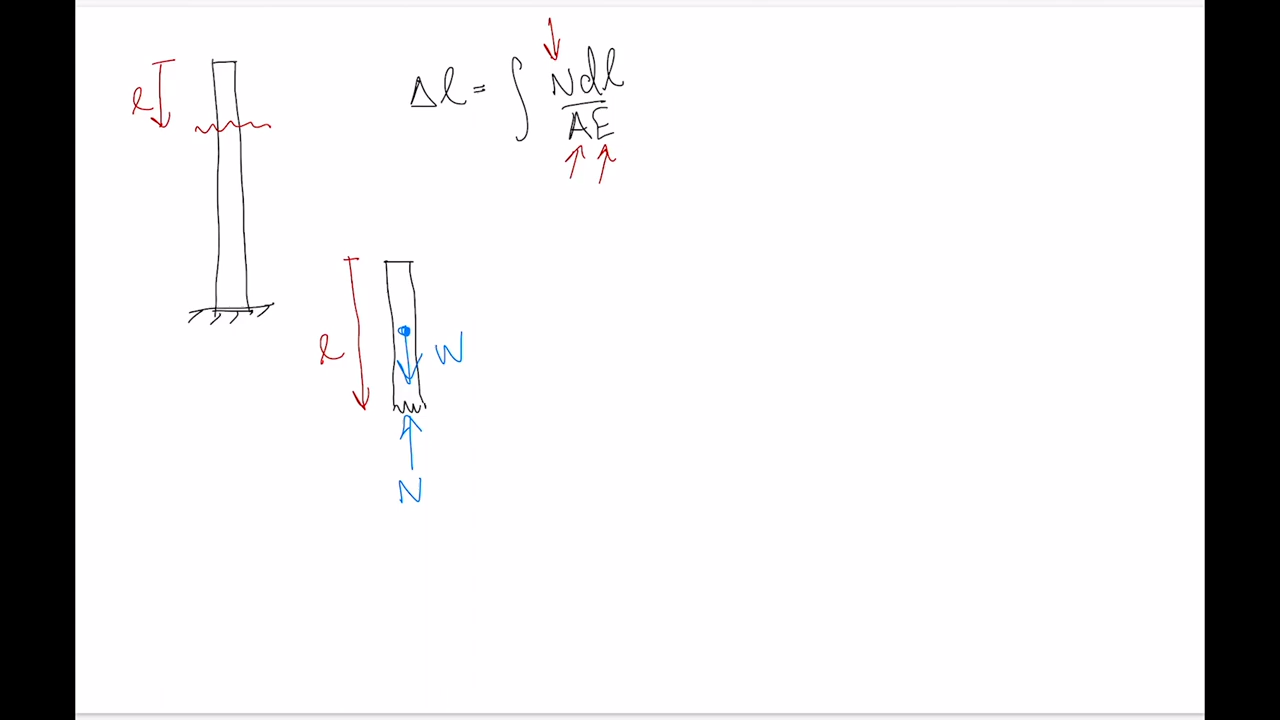 Δl = ∫ Ndl / AE
l
l
W
N